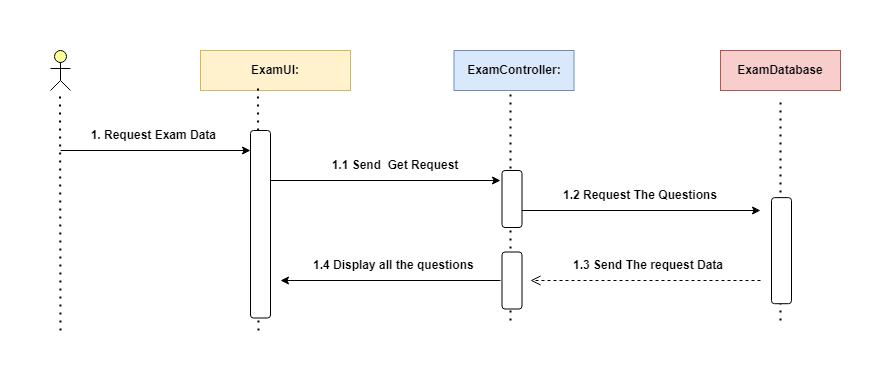 ExamUI:
ExamController:
ExamDatabase
1. Request Exam Data
1.1 Send  Get Request
1.2 Request The Questions
1.4 Display all the questions
1.3 Send The request Data